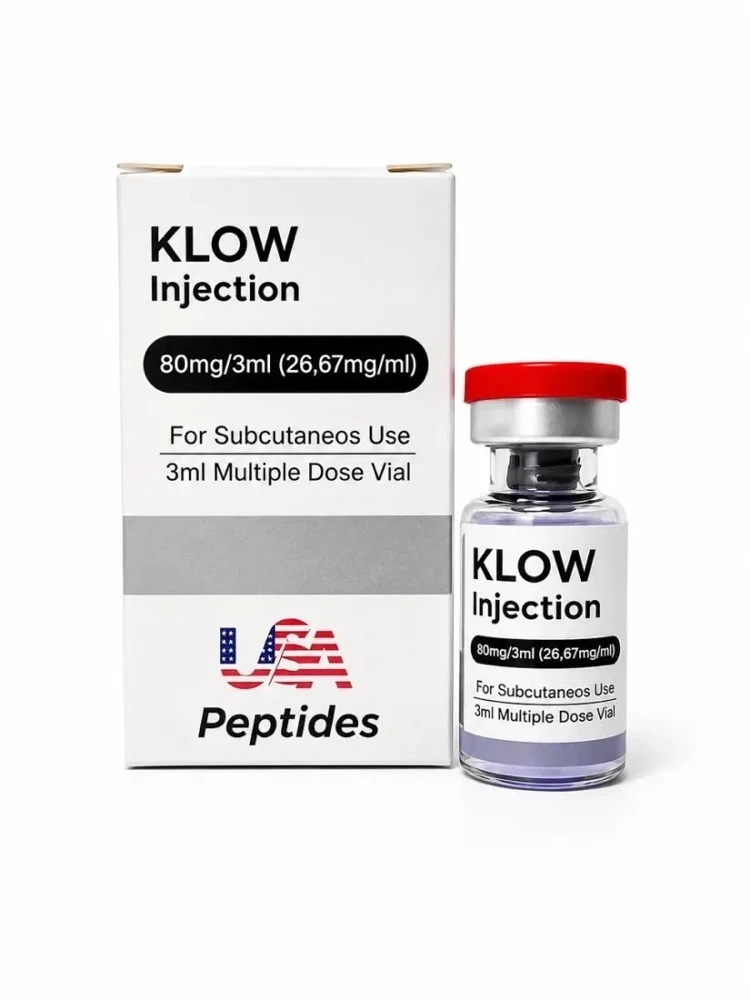 KLOW
Injection
80mg/3ml (26,67mg/ml)
For Subcutaneos Use
3ml Multiple Dose Vial
USA
Peptides
KLOW
Injection
80mg/3ml (26,67mg/ml)
For Subcutaneos Use
3ml Multiple Dose Vial